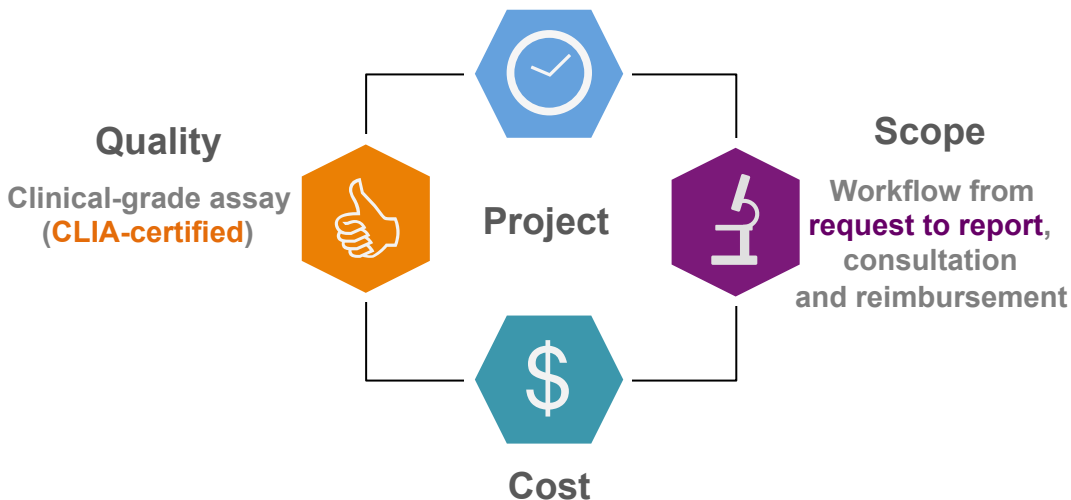 Quality
Clinical-grade assay
(CLIA-certified)
Project
Scope
Workflow from
request to report,
consultation
and reimbursement
$
Cost